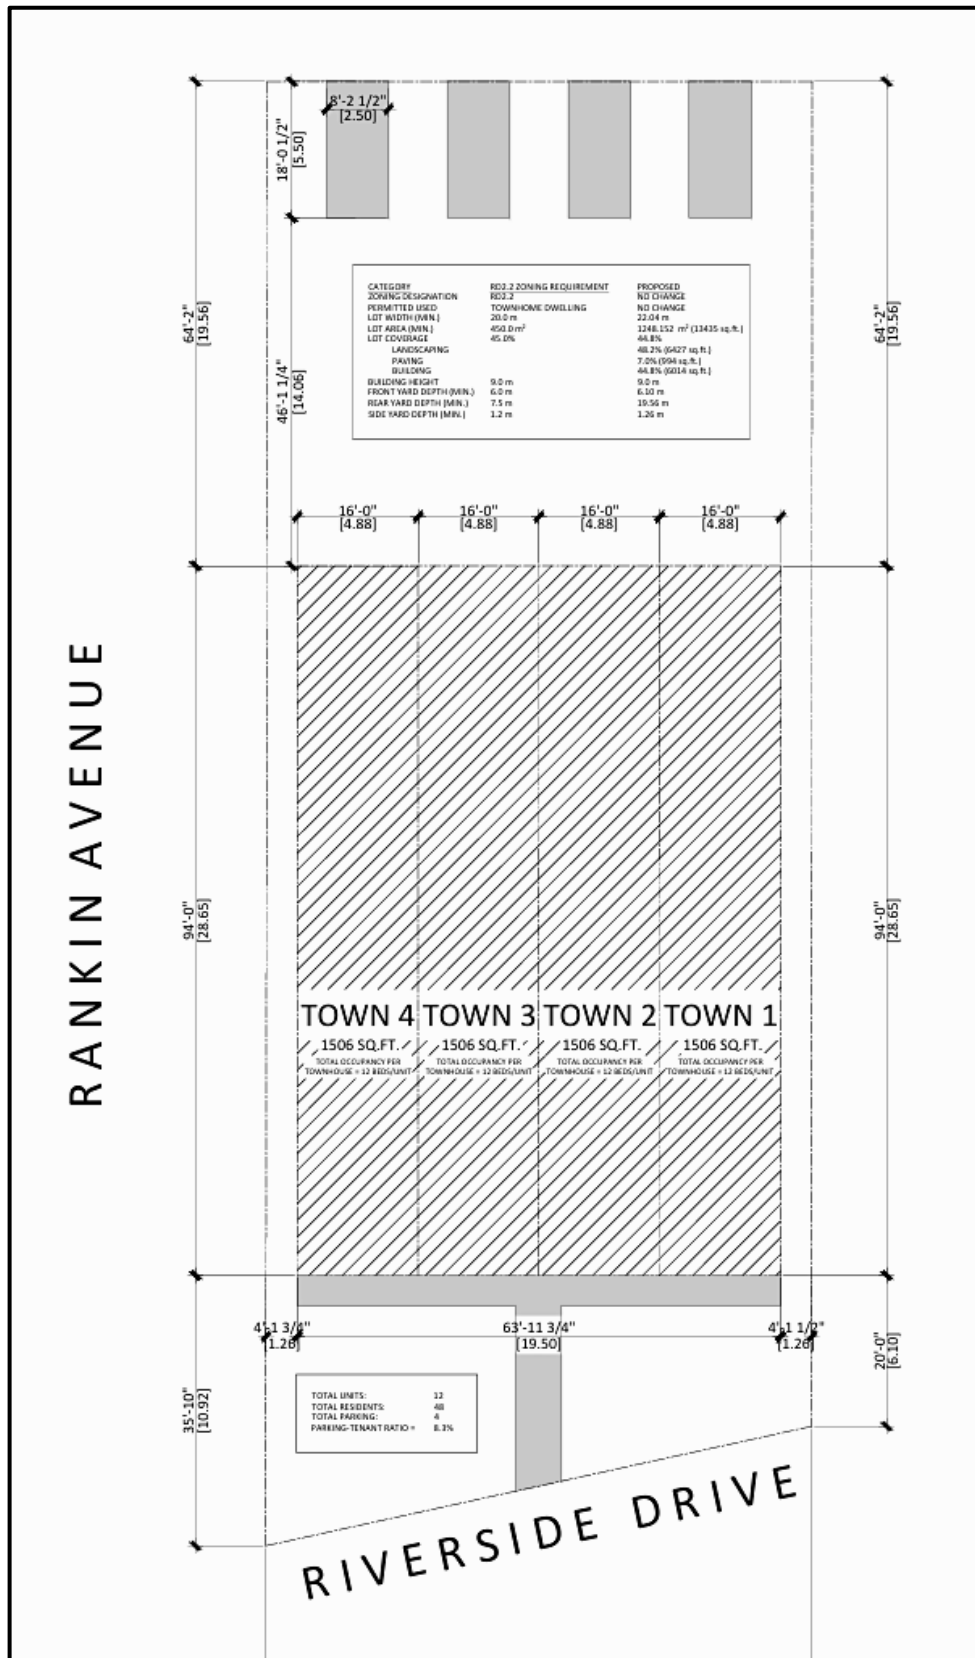 8'-2 1/2"
[2.50]
18'-0 1/2"
[5.50]
64'-2"
[19.56]
64'-2"
[19.56]
CATEGORY RD2.2 ZONING REQUIREMENT PROPOSED
ZONING DESIGNATION RD2.2 NO CHANGE
PERMITTED USED TOWNHOME DWELLING NO CHANGE
LOT WIDTH (MIN.) 20.0 m 22.04 m
LOT AREA (MIN.) 450.0 m² 1248.152 m² (13435 sq.ft.)
LOT COVERAGE 45.0% 44.8%
LANDSCAPING 48.2% (6427 sq.ft.)
PAVING 7.0% (994 sq.ft.)
BUILDING 44.8% (6014 sq.ft.)
BUILDING HEIGHT 9.0 m 9.0 m
FRONT YARD DEPTH (MIN.) 6.0 m 6.10 m
REAR YARD DEPTH (MIN.) 7.5 m 19.56 m
SIDE YARD DEPTH (MIN.) 1.2 m 1.26 m
46'-1 1/4"
[14.06]
16'-0" 16'-0" 16'-0" 16'-0"
[4.88] [4.88] [4.88] [4.88]
RANKIN AVENUE
94'-0"
[28.65]
94'-0"
[28.65]
TOWN 4 TOWN 3 TOWN 2 TOWN 1
1506 SQ.FT. 1506 SQ.FT. 1506 SQ.FT. 1506 SQ.FT.
TOTAL OCCUPANCY PER TOTAL OCCUPANCY PER TOTAL OCCUPANCY PER TOTAL OCCUPANCY PER
TOWNHOUSE = 12 BEDS/UNIT TOWNHOUSE = 12 BEDS/UNIT TOWNHOUSE = 12 BEDS/UNIT TOWNHOUSE = 12 BEDS/UNIT
4'-1 3/4" 63'-11 3/4" 4'-1 1/2"
[1.26] [19.50] [1.26]
20'-0"
[6.10]
35'-10"
[10.92]
TOTAL UNITS: 12
TOTAL RESIDENTS: 48
TOTAL PARKING: 4
PARKING-TENANT RATIO = 8.3%
RIVERSIDE DRIVE